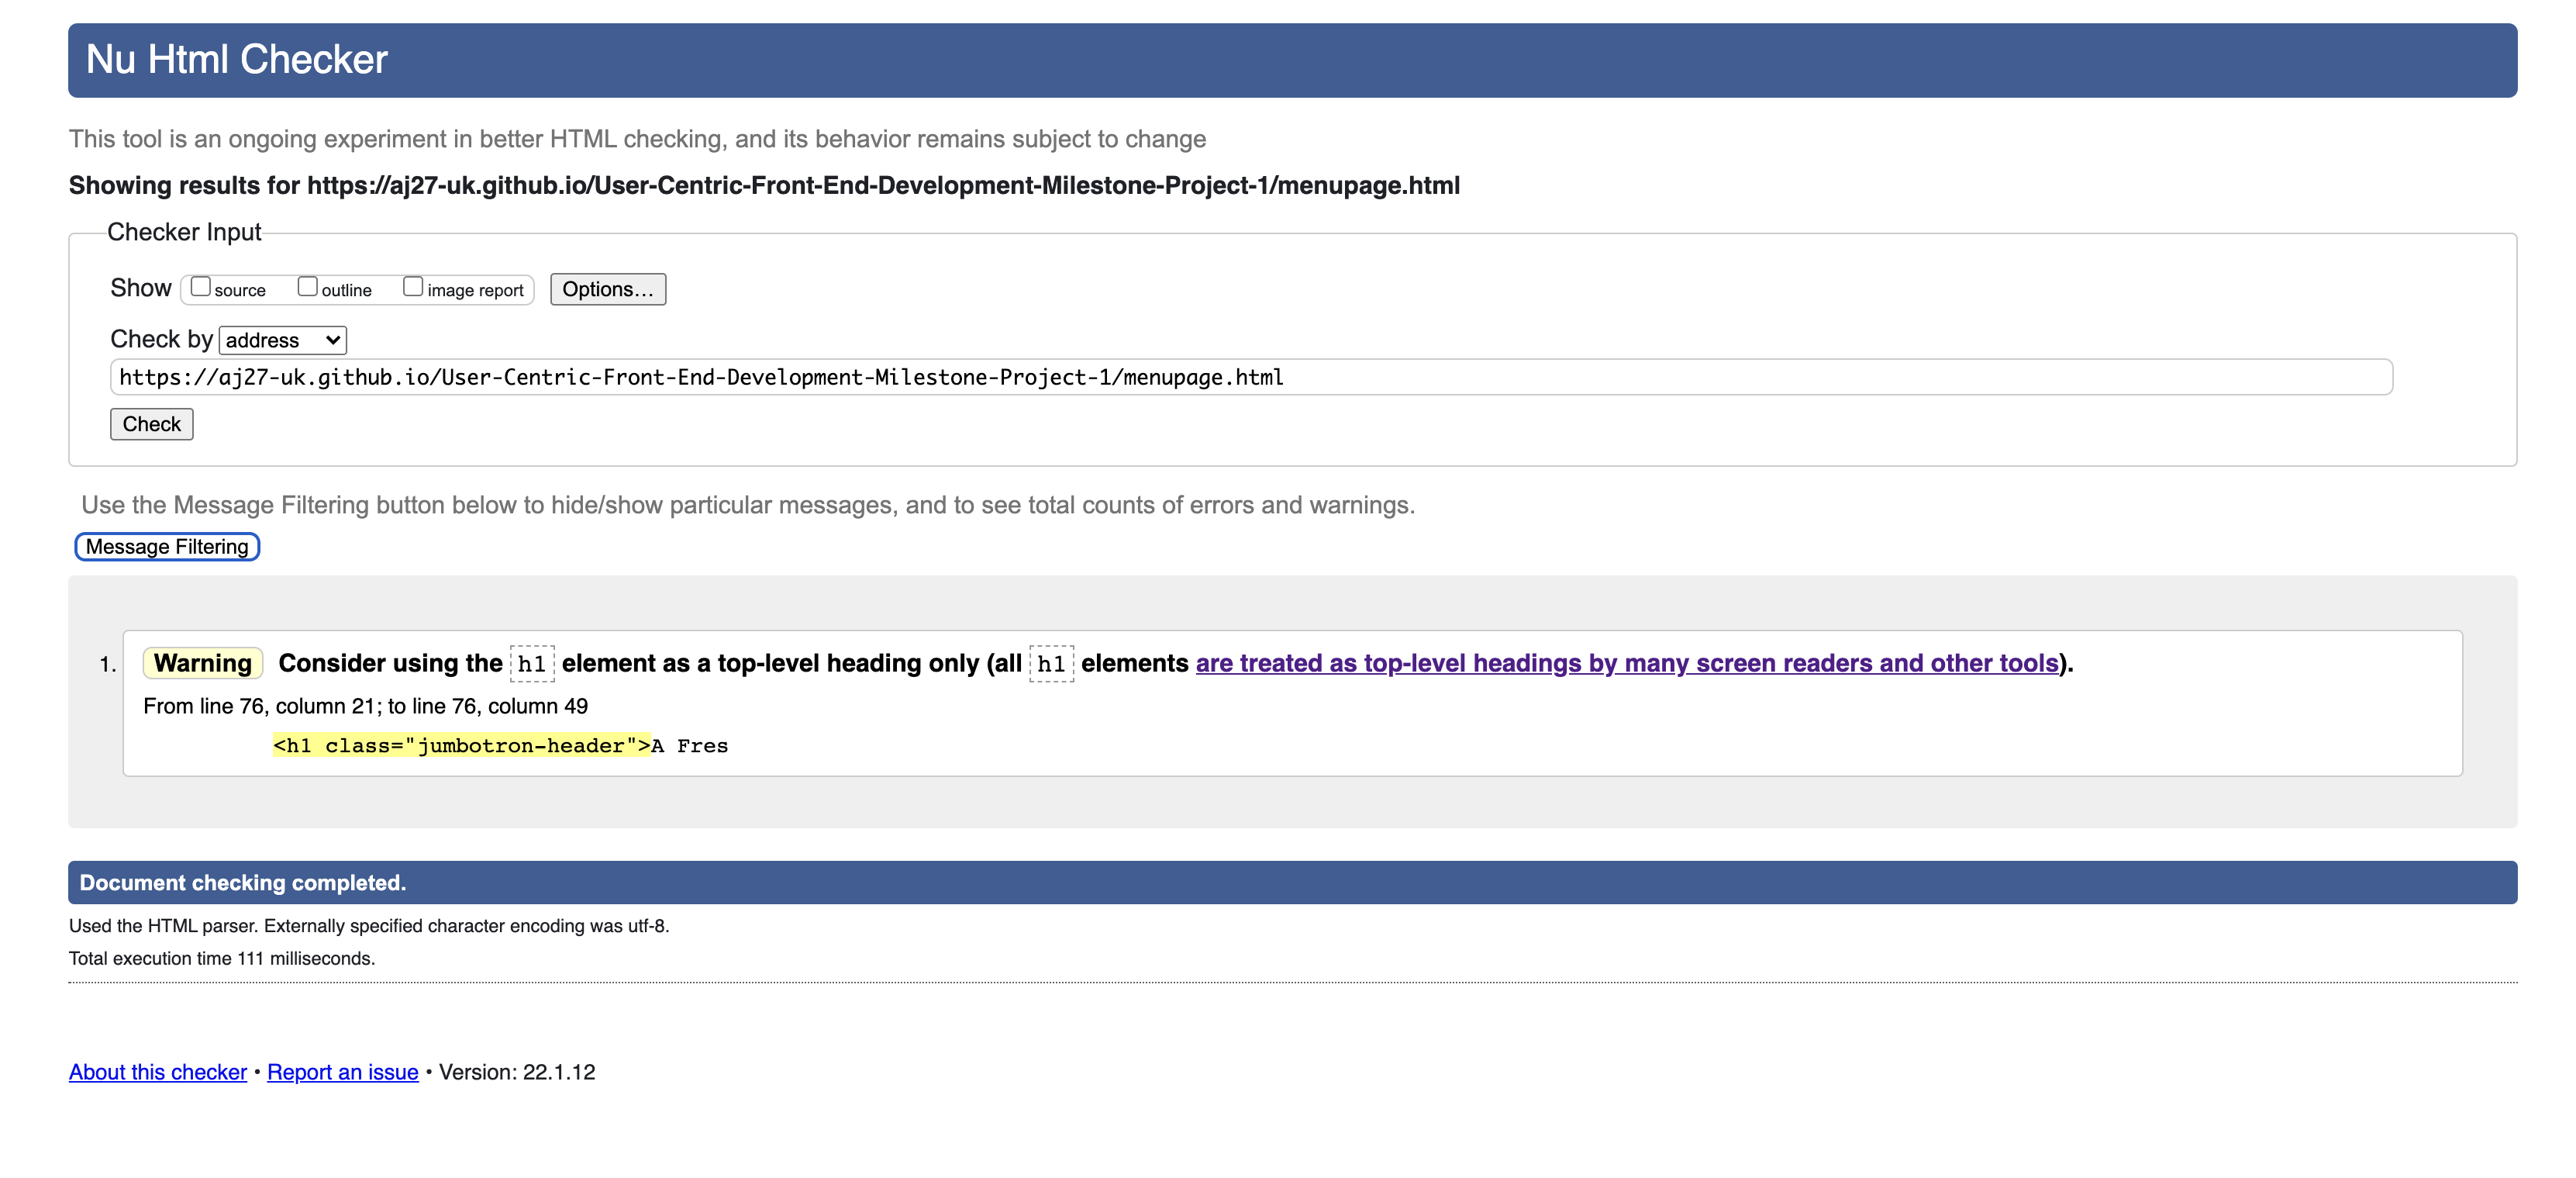 Nu Html Checker
This tool is an ongoing experiment in better HTML checking, and its behavior remains subject to change
Showing results for https://aj27-uk.github.io/User-Centric-Front-End-Development-Milestone-Project-1/menupage.html
Checker Input
Show source outline image report Options...
Check by address
https://aj27-uk.github.io/User-Centric-Front-End-Development-Milestone-Project-1/menupage.html
Check
Use the Message Filtering button below to hide/show particular messages, and to see total counts of errors and warnings.
Message Filtering
1. Warning Consider using the h1 element as a top-level heading only (all h1 elements are treated as top-level headings by many screen readers and other tools).
From line 76, column 21; to line 76, column 49
<h1 class="jumbotron-header">A Fres
Document checking completed.
Used the HTML parser. Externally specified character encoding was utf-8.
Total execution time 111 milliseconds.
About this checker • Report an issue • Version: 22.1.12